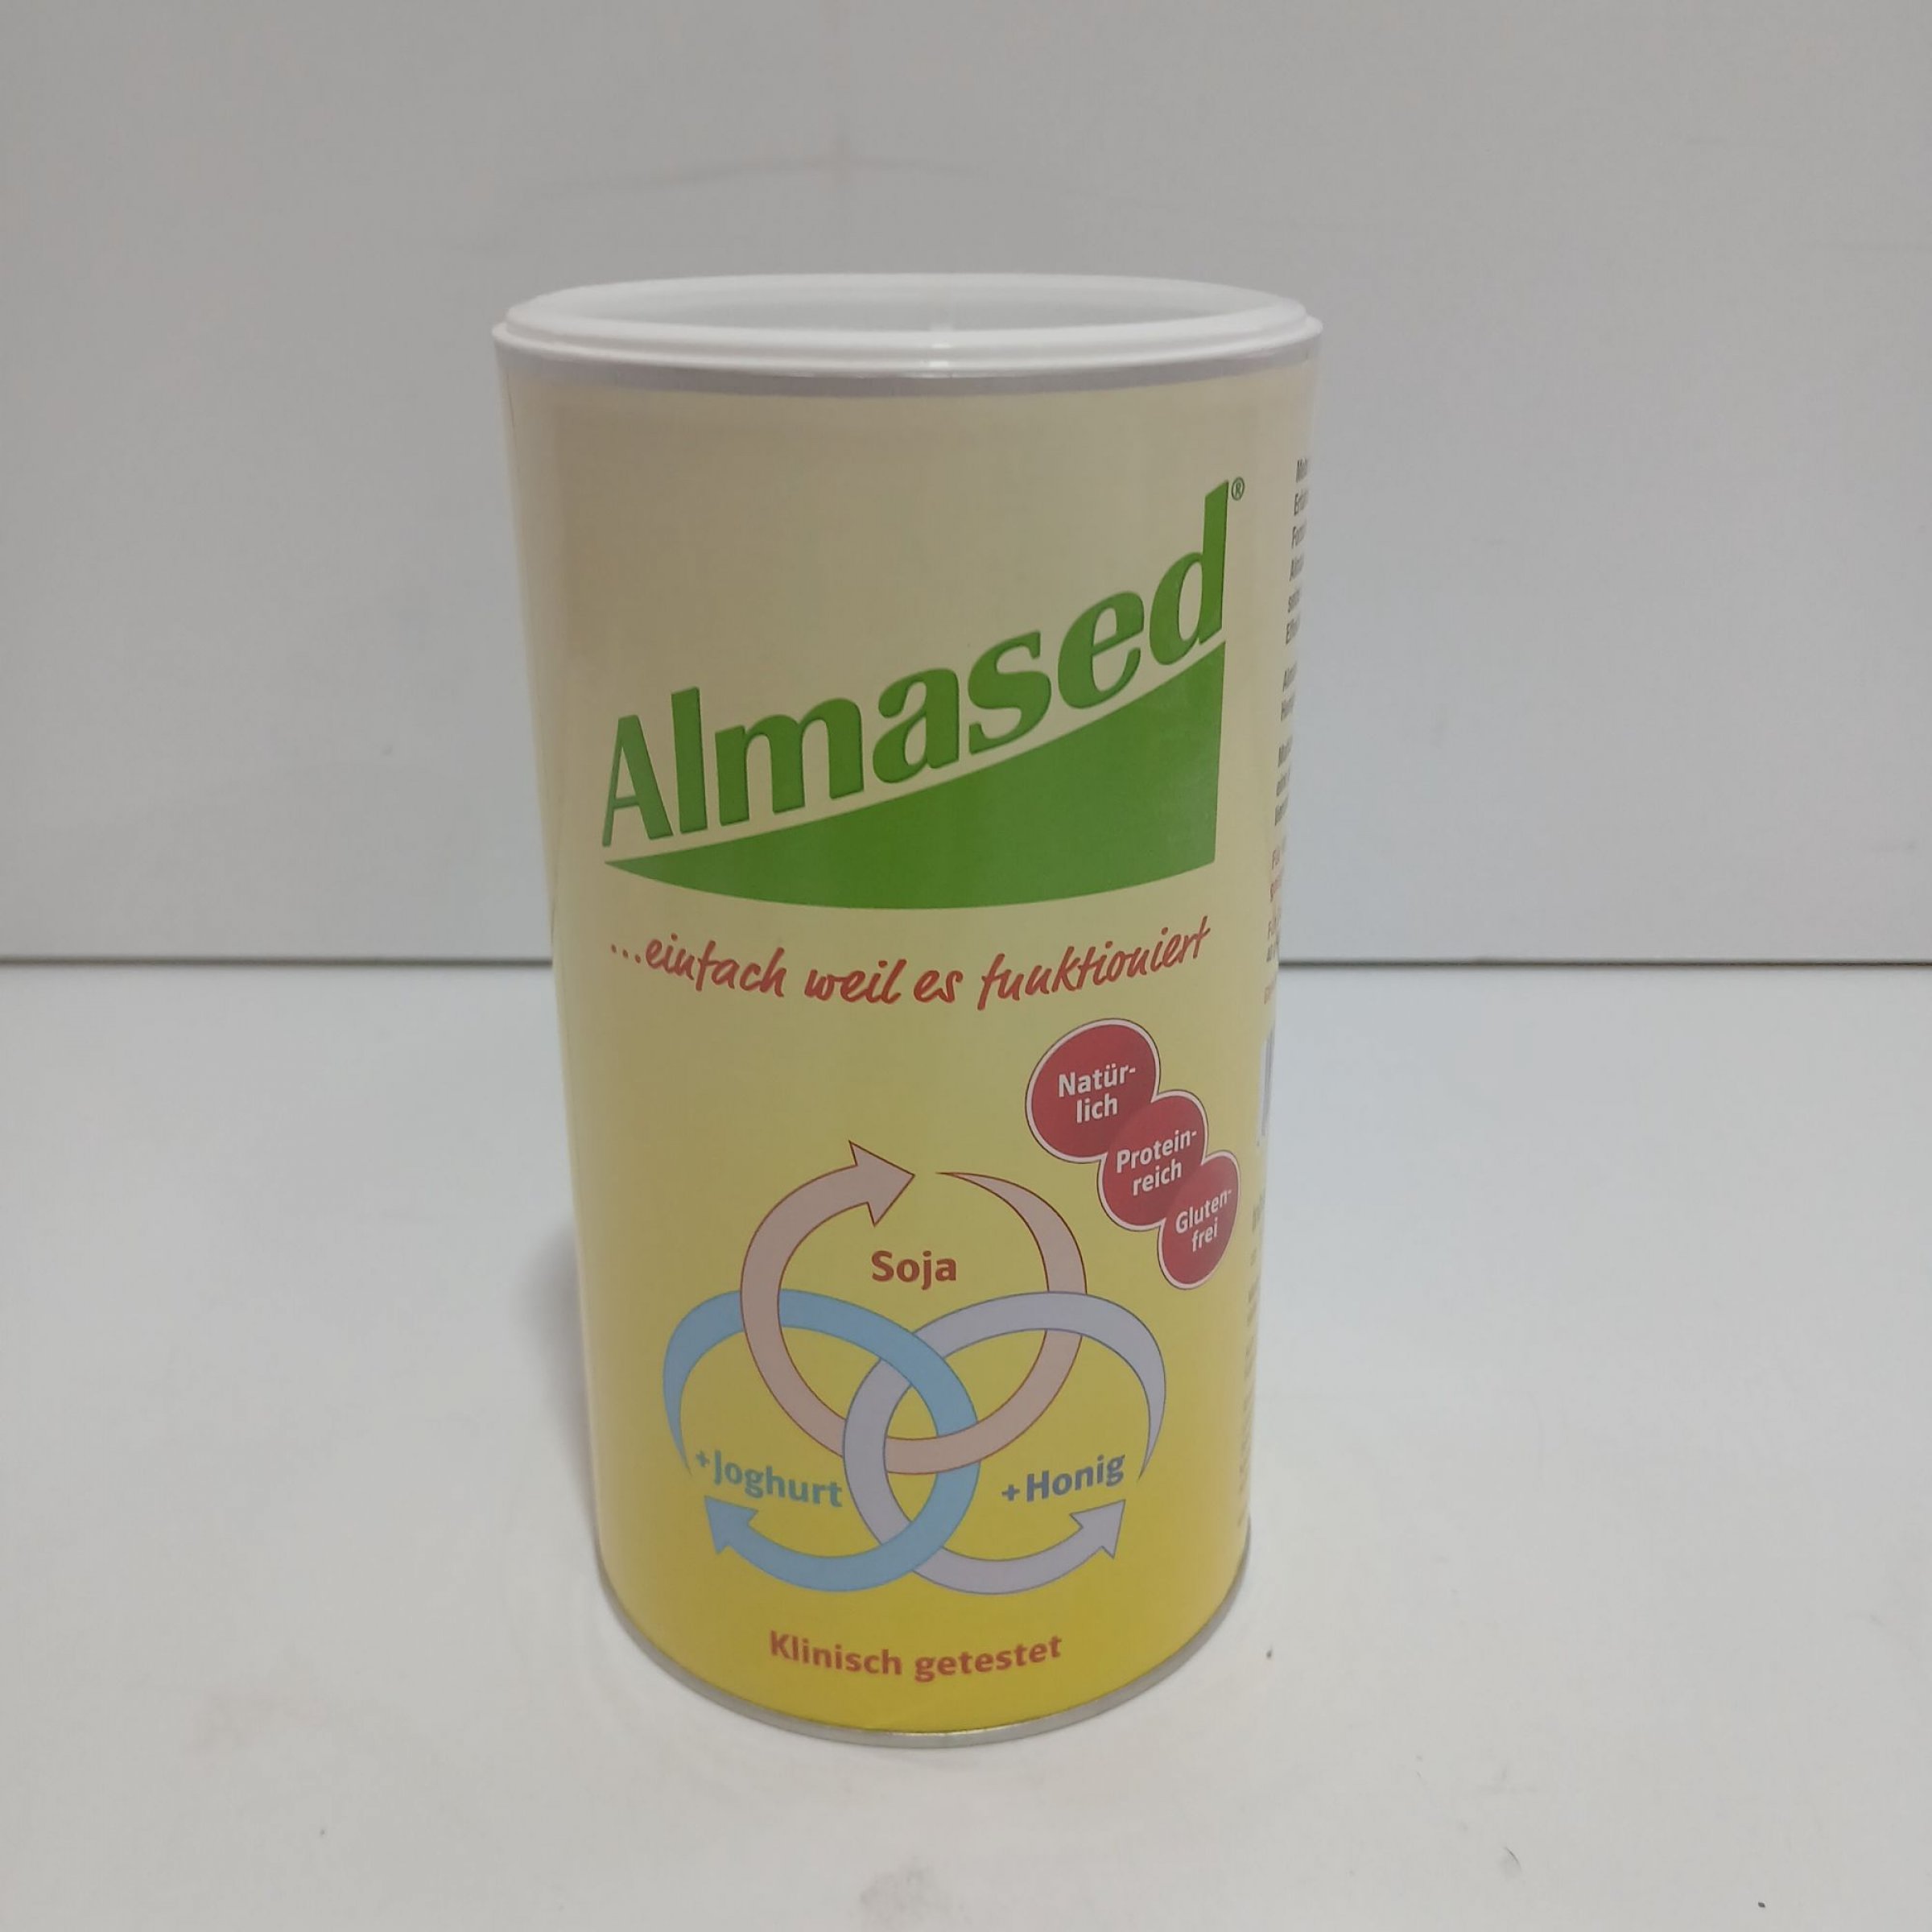 Almased®
...einfach weil es funktioniert
Natür-
lich
Protein-
reich
Gluten-
frei
Soja
+Joghurt
+Honig
Klinisch getestet